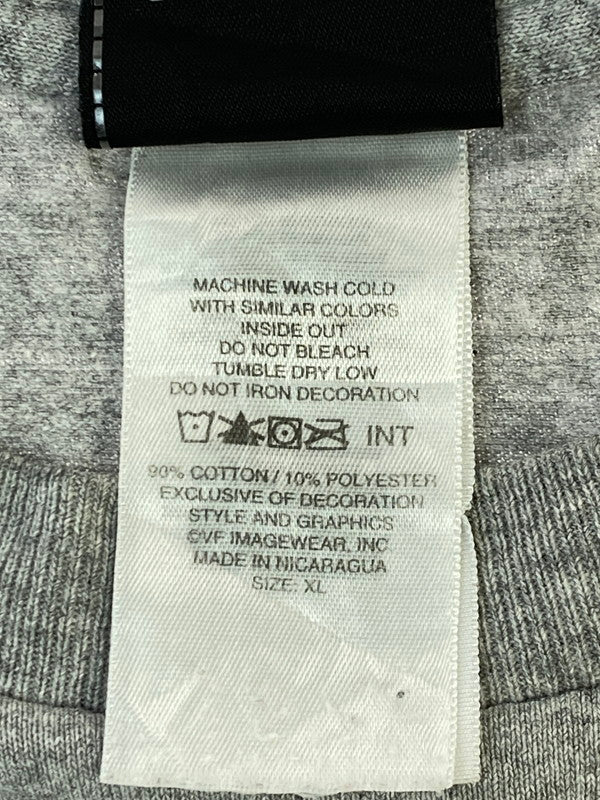 MACHINE WASH COLD
WITH SIMILAR COLORS
INSIDE OUT
DO NOT BLEACH
TUMBLE DRY LOW
DO NOT IRON DECORATION
INT
90% COTTON / 10% POLYESTER
EXCLUSIVE OF DECORATION
STYLE AND GRAPHICS
©VF IMAGEWEAR, INC
MADE IN NICARAGUA
SIZE: XL